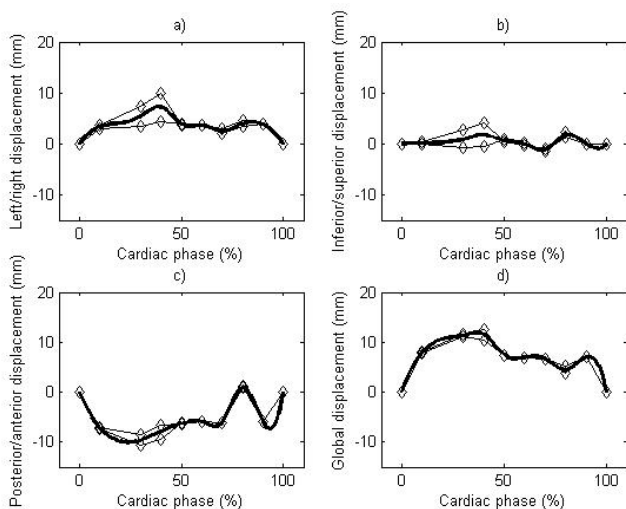 a)
20
10
0
-10
0
50
100
Left/right displacement (mm)
Cardiac phase (%)
b)
20
10
0
-10
0
50
100
Inferior/superior displacement (mm)
Cardiac phase (%)
c)
20
10
0
-10
0
50
100
Posterior/anterior displacement (mm)
Cardiac phase (%)
d)
20
10
0
-10
0
50
100
Global displacement (mm)
Cardiac phase (%)